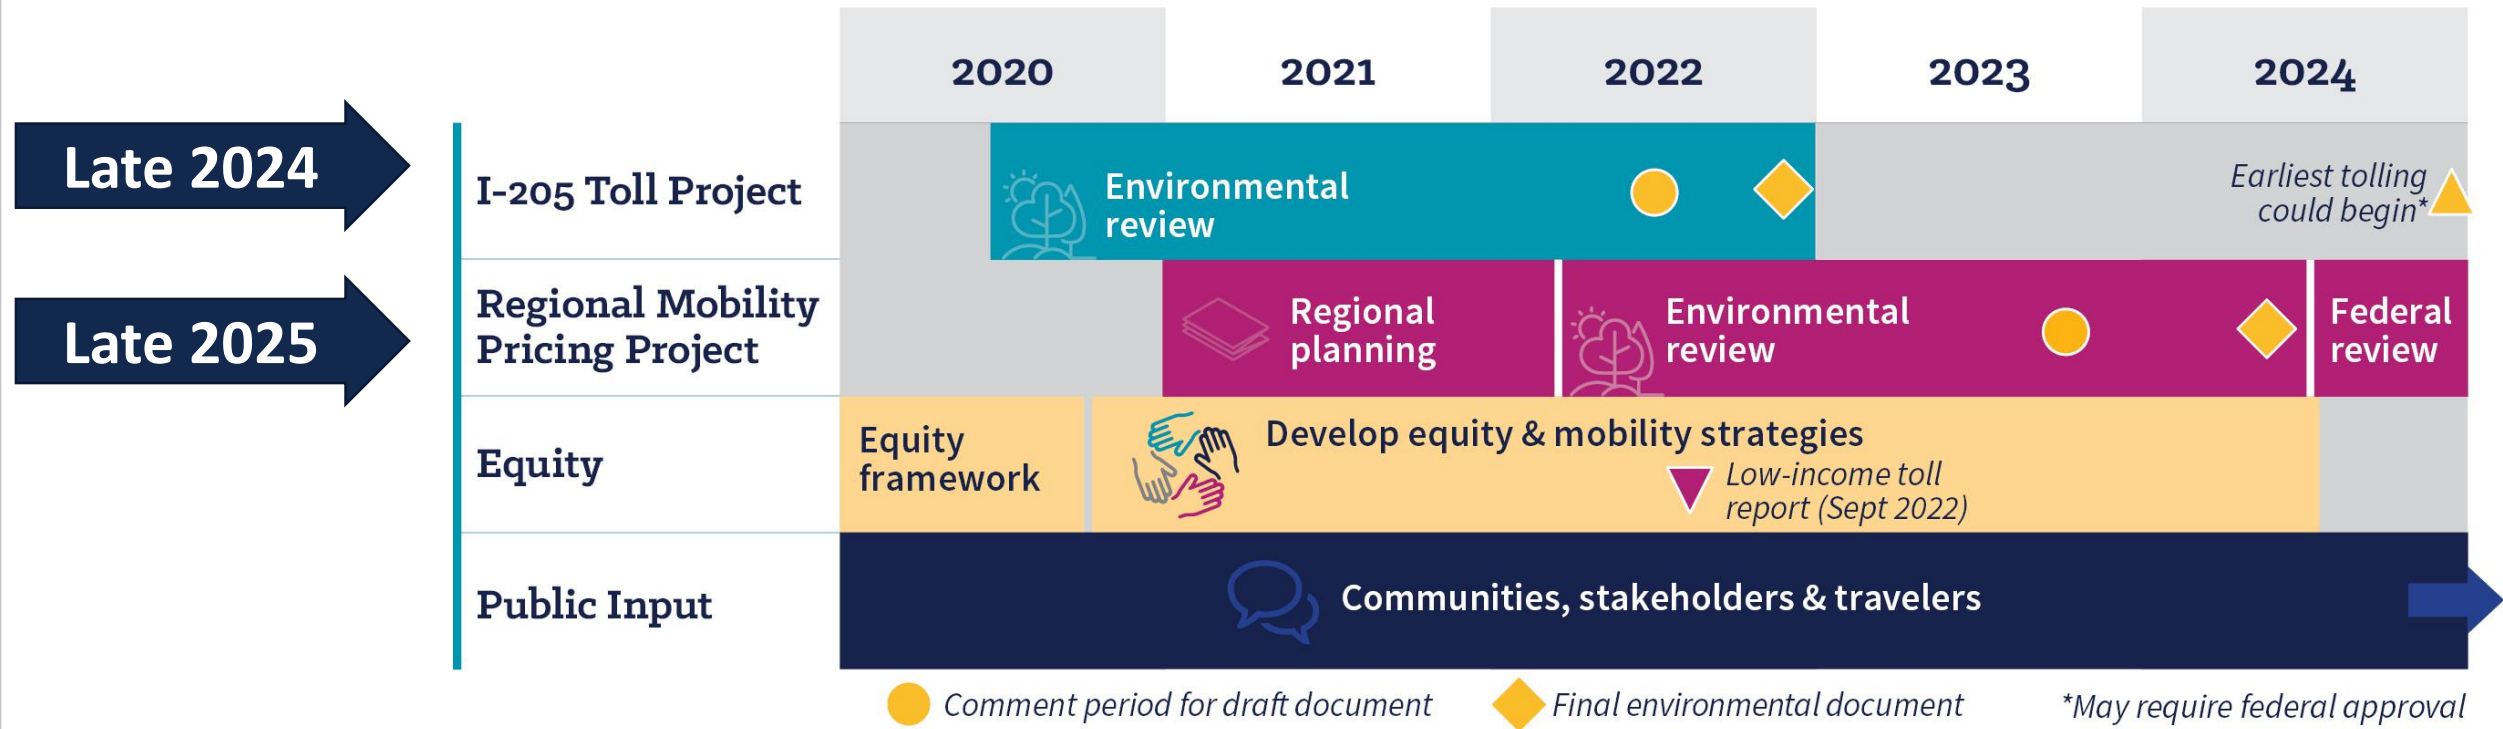 2020 2021 2022 2023 2024
Late 2024
I-205 Toll Project
Environmental
review
Earliest tolling
could begin*
Late 2025
Regional Mobility
Pricing Project
Regional
planning
Environmental
review
Federal
review
Equity
Equity
framework
Develop equity & mobility strategies
Low-income toll
report (Sept 2022)
Public Input
Communities, stakeholders & travelers
Comment period for draft document
Final environmental document
*May require federal approval